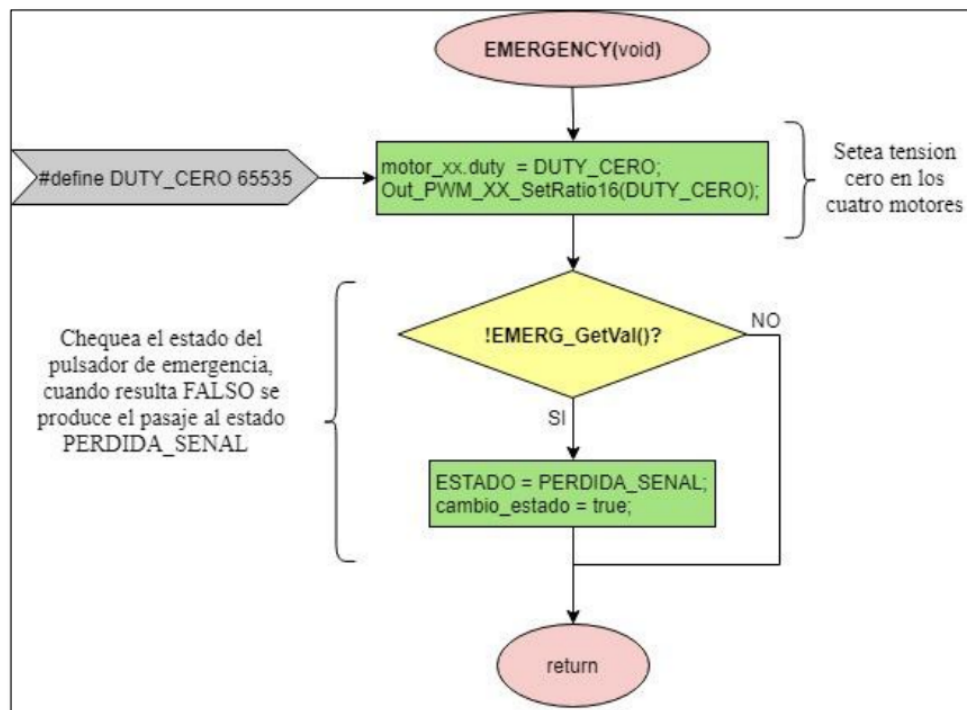 EMERGENCY(void)
#define DUTY_CERO 65535
motor_xx.duty = DUTY_CERO;
Out_PWM_XX_SetRatio16(DUTY_CERO);
Setea tension
cero en los
cuatro motores
!EMERG_GetVal()?
NO
SI
Chequea el estado del
pulsador de emergencia,
cuando resulta FALSO se
produce el pasaje al estado
PERDIDA_SENAL
ESTADO = PERDIDA_SENAL;
cambio_estado = true;
return